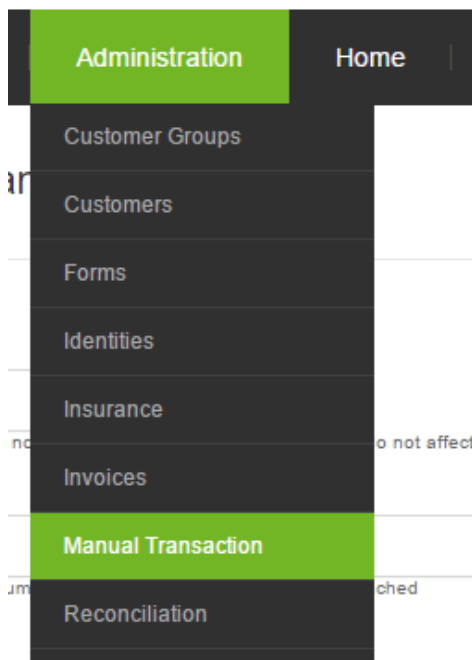 Administration Home
Customer Groups
Customers
Forms
Identities
Insurance
Invoices
o not affect
Manual Transaction
ched
Reconciliation